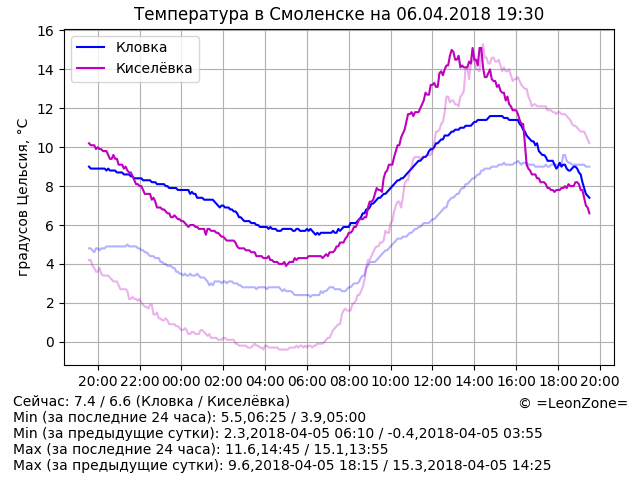 Температура в Смоленске на 06.04.2018 19:30
градусов Цельсия, °C
16
14
12
10
8
6
4
2
0
Кловка
Киселёвка
20:00 22:00 00:00 02:00 04:00 06:00 08:00 10:00 12:00 14:00 16:00 18:00 20:00
Сейчас: 7.4 / 6.6 (Кловка / Киселёвка)
© =LeonZone=
Min (за последние 24 часа): 5.5,06:25 / 3.9,05:00
Min (за предыдущие сутки): 2.3,2018-04-05 06:10 / -0.4,2018-04-05 03:55
Max (за последние 24 часа): 11.6,14:45 / 15.1,13:55
Max (за предыдущие сутки): 9.6,2018-04-05 18:15 / 15.3,2018-04-05 14:25